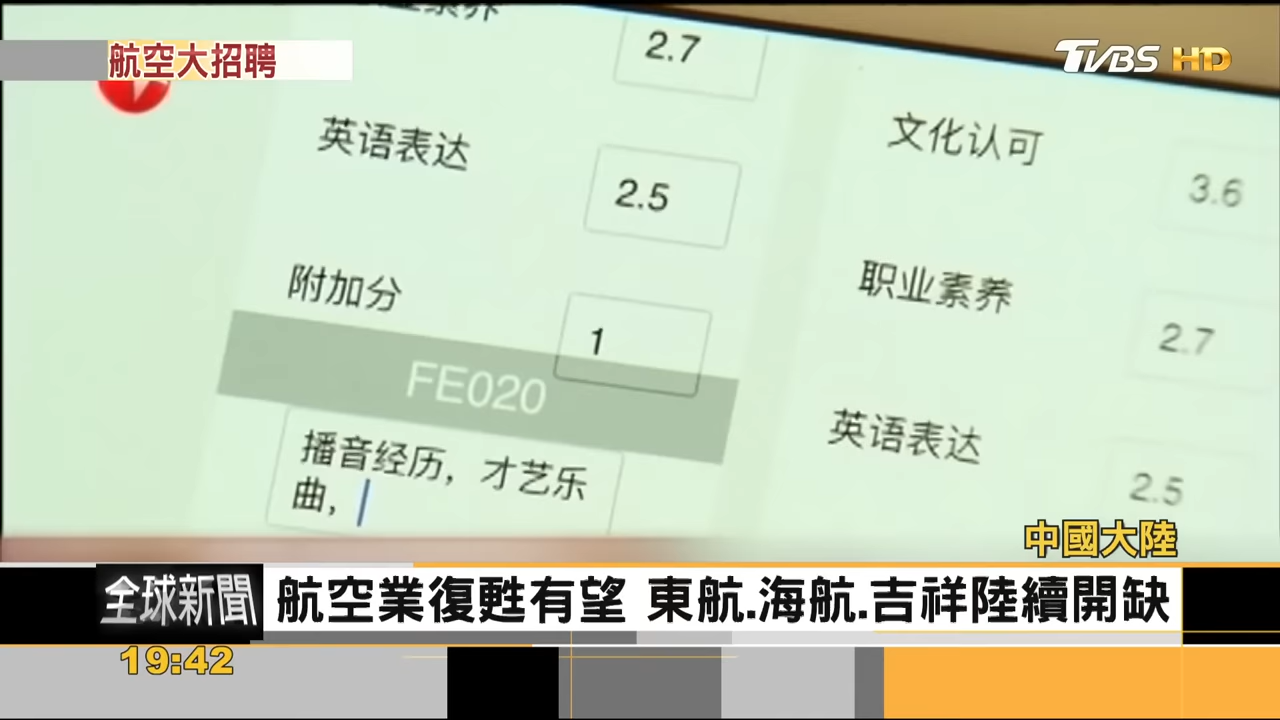 航空大招聘
TVBS HD
2.7
英语表达
2.5
附加分
1
FE020
播音经历，才艺乐
曲，
文化认可
3.6
职业素养
2.7
英语表达
2.5
中國大陸
全球新聞
航空業復甦有望 東航.海航.吉祥陸續開缺
19:42